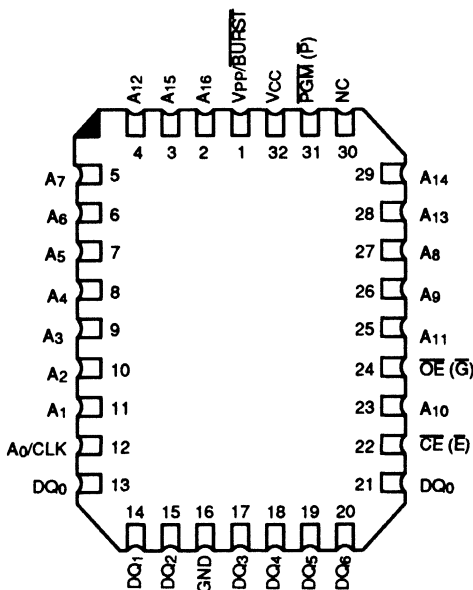 A12 A15 A16 VPP/BURST VCC PGM (P) NC
4 3 2 1 32 31 30
A7 5 29 A14
A6 6 28 A13
A5 7 27 A8
A4 8 26 A9
A3 9 25 A11
A2 10 24 OE (G)
A1 11 23 A10
A0/CLK 12 22 CE (E)
DQ0 13 21 DQ0
14 15 16 17 18 19 20
DQ1 DQ2 GND DQ3 DQ4 DQ5 DQ6